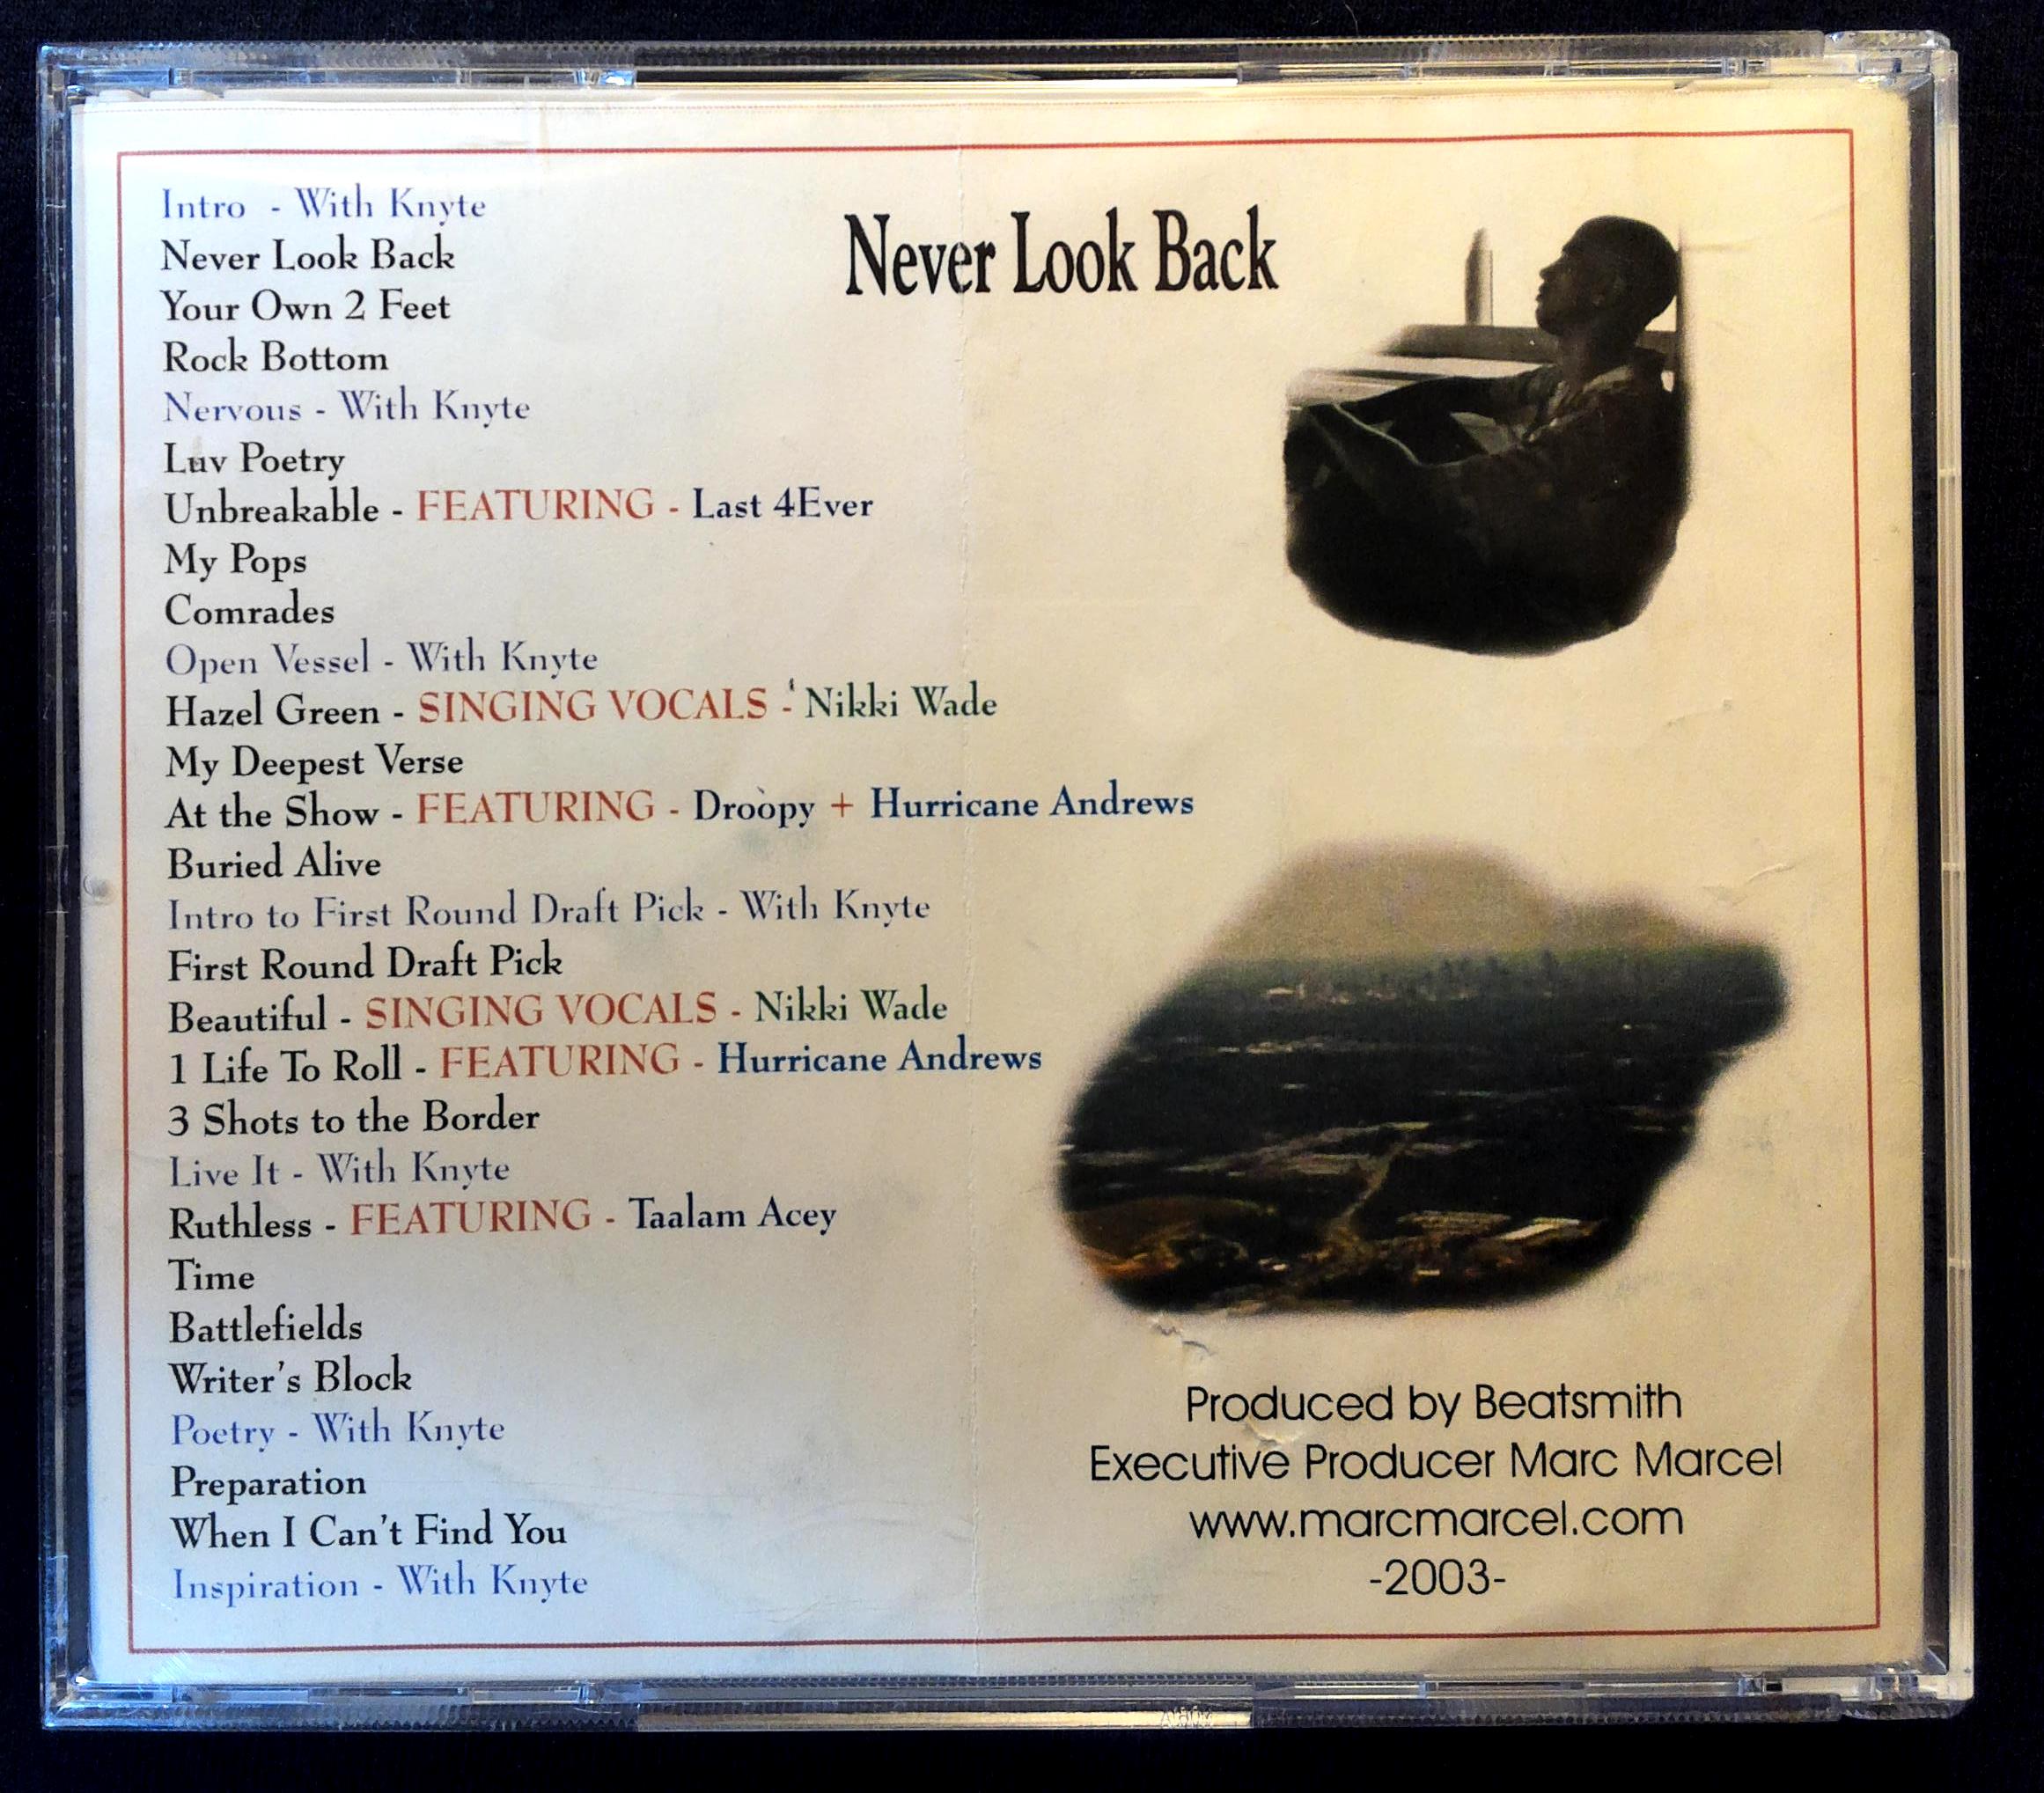 Intro - With Knyte
Never Look Back
Your Own 2 Feet
Rock Bottom
Nervous - With Knyte
Luv Poetry
Unbreakable - FEATURING - Last 4Ever
My Pops
Comrades
Open Vessel - With Knyte
Hazel Green - SINGING VOCALS - Nikki Wade
My Deepest Verse
At the Show - FEATURING - Droopy + Hurricane Andrews
Buried Alive
Intro to First Round Draft Pick - With Knyte
First Round Draft Pick
Beautiful - SINGING VOCALS - Nikki Wade
1 Life To Roll - FEATURING - Hurricane Andrews
3 Shots to the Border
Live It - With Knyte
Ruthless - FEATURING - Taalam Acey
Time
Battlefields
Writer's Block
Poetry - With Knyte
Preparation
When I Can't Find You
Inspiration - With Knyte
Never Look Back
Produced by Beatsmith
Executive Producer Marc Marcel
www.marcmarcel.com
-2003-